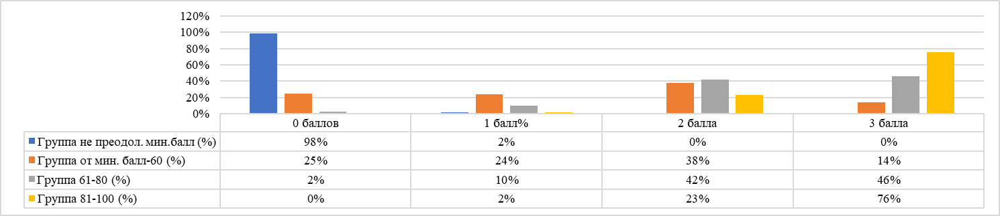 120%
100%
80%
60%
40%
20%
0%
0 баллов 1 балл% 2 балла 3 балла
Группа не преодол. мин.балл (%) 98% 2% 0% 0%
Группа от мин. балл-60 (%) 25% 24% 38% 14%
Группа 61-80 (%) 2% 10% 42% 46%
Группа 81-100 (%) 0% 2% 23% 76%